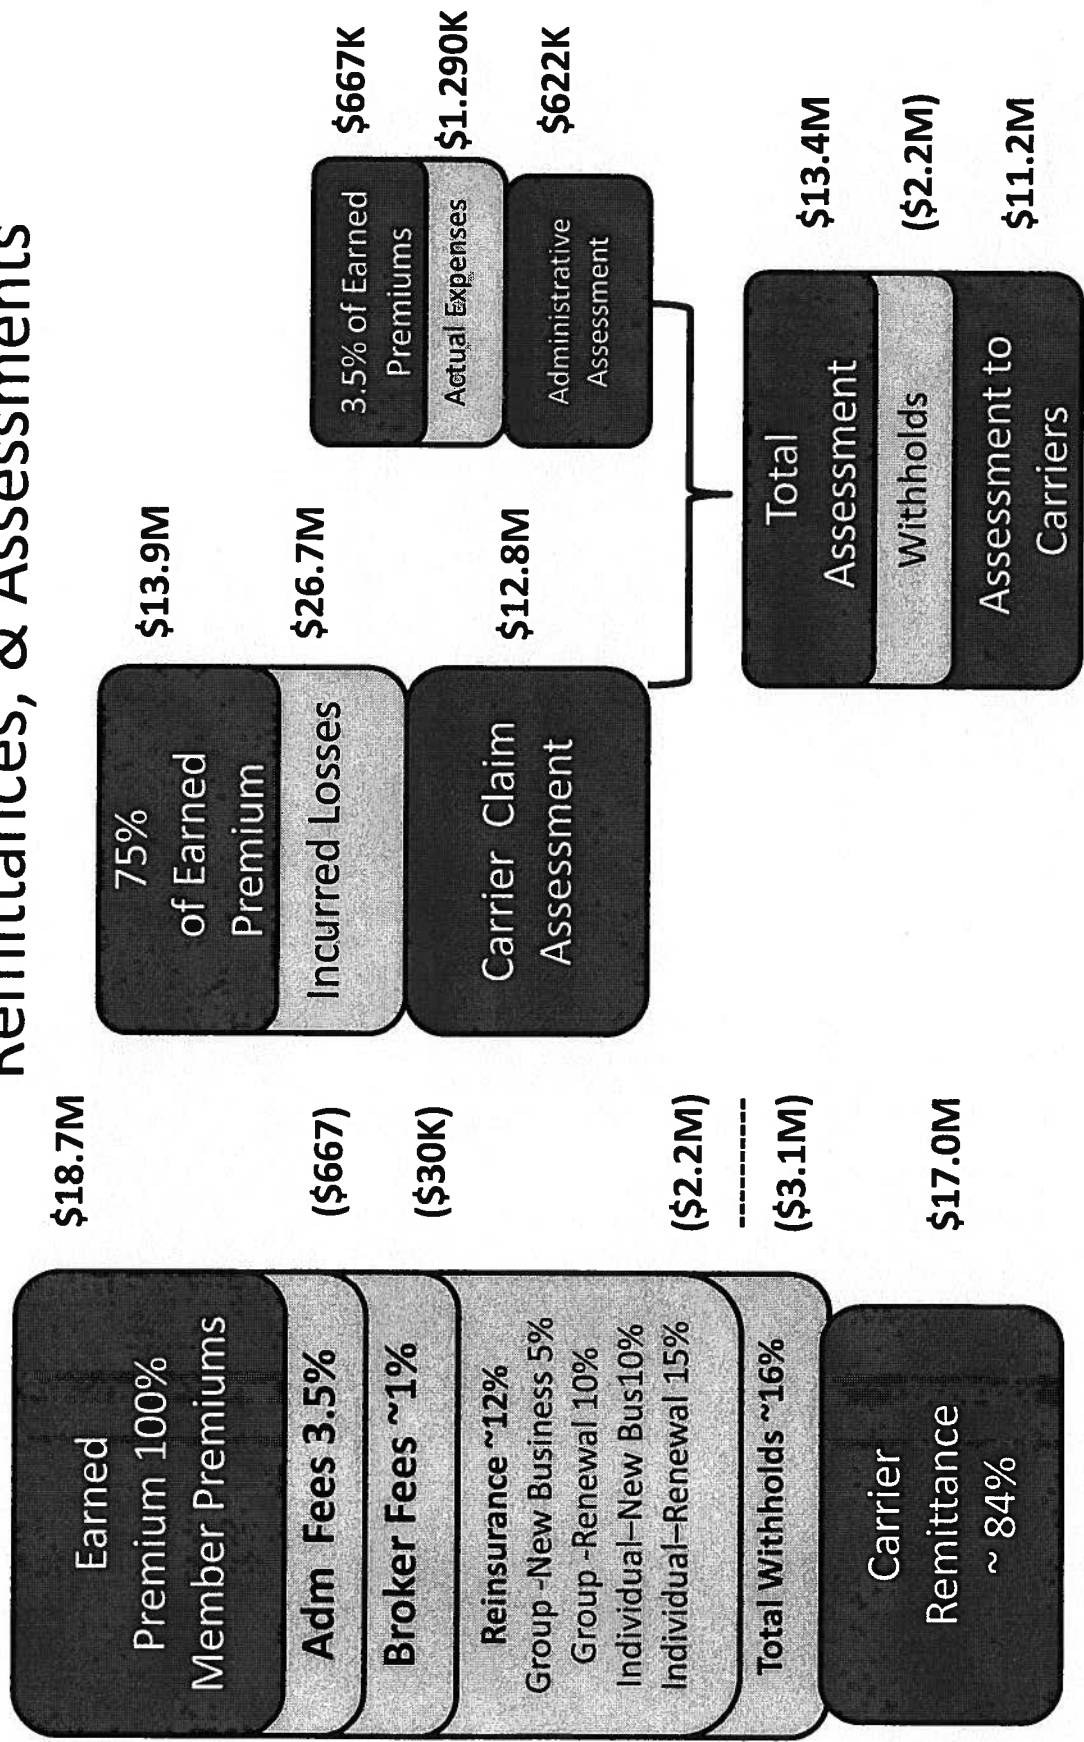 Remittances, & Assessments
Earned
Premium 100%
Member Premiums
$18.7M
Adm Fees 3.5%
($667)
Broker Fees ~1%
($30K)
Reinsurance ~12%
Group -New Business 5%
Group -Renewal 10%
Individual–New Bus10%
Individual–Renewal 15%
($2.2M)
----------
Total Withholds ~16%
($3.1M)
Carrier
Remittance
~ 84%
$17.0M
75%
of Earned
Premium
$13.9M
Incurred Losses
$26.7M
Carrier Claim
Assessment
$12.8M
3.5% of Earned
Premiums
$667K
Actual Expenses
$1.290K
Administrative
Assessment
$622K
Total
Assessment
$13.4M
Withholds
($2.2M)
Assessment to
Carriers
$11.2M